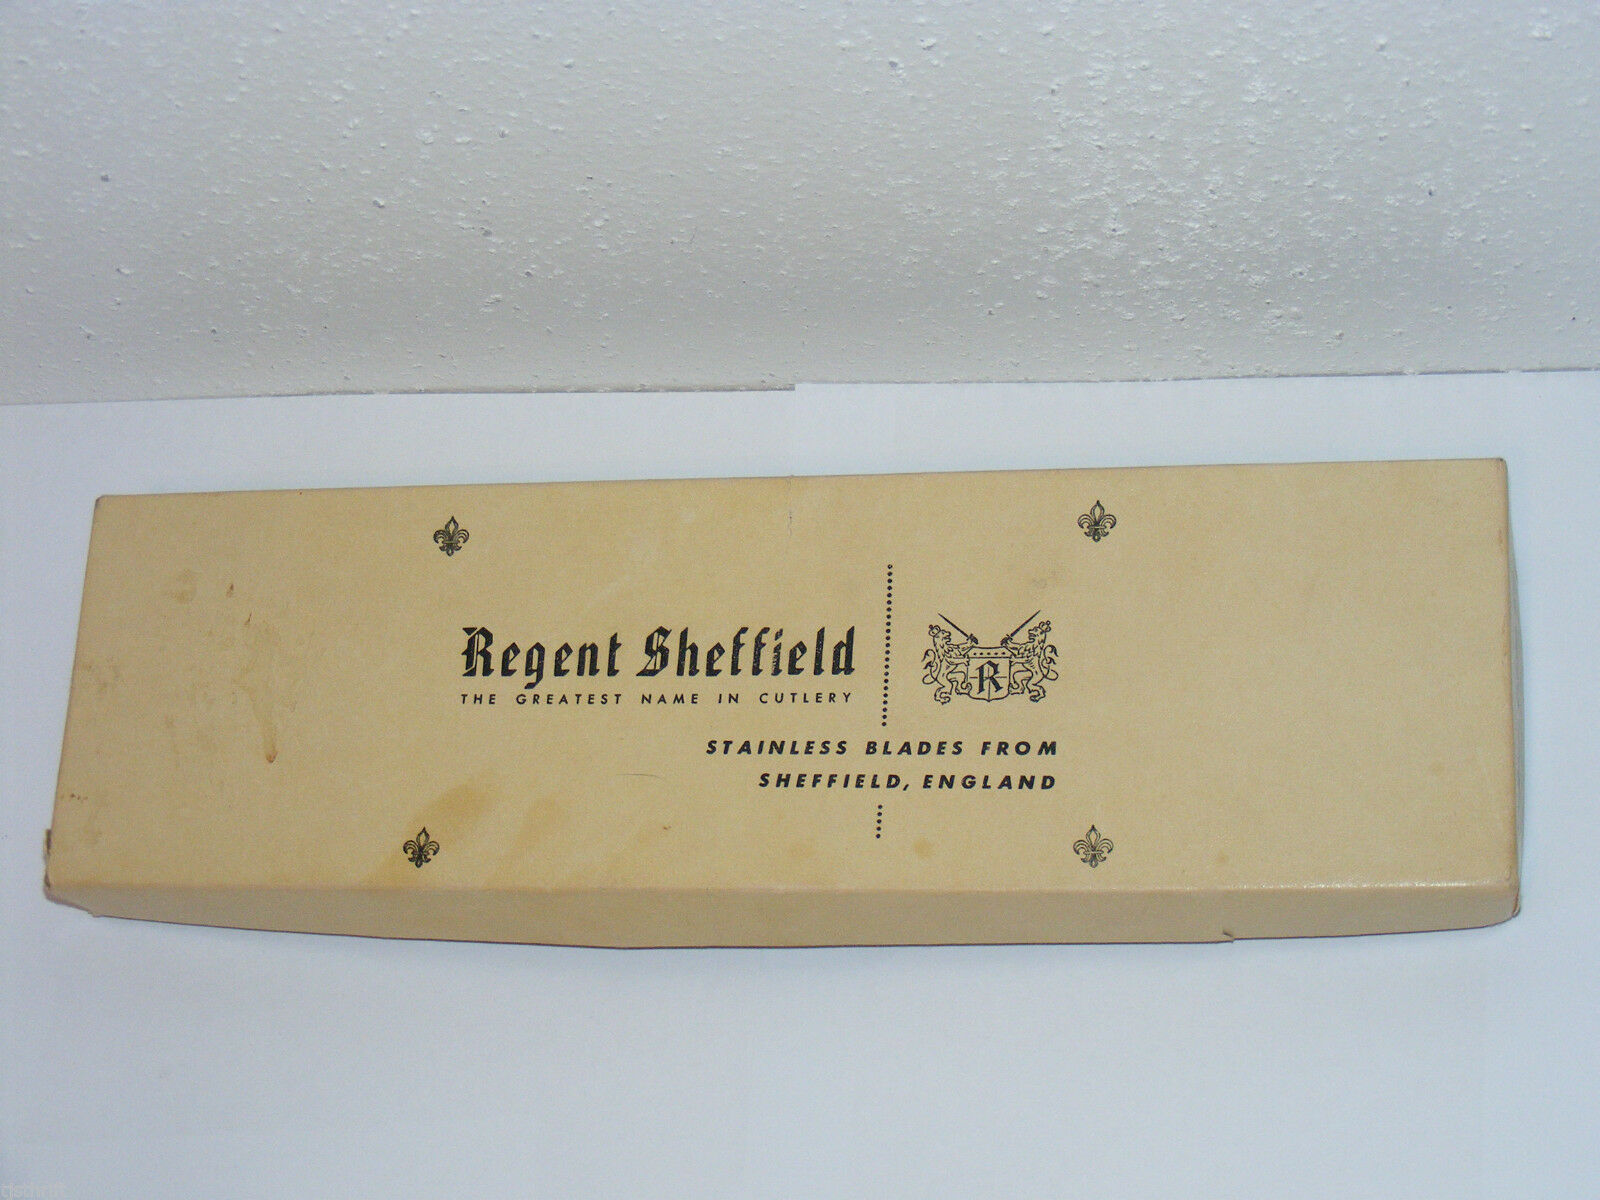 Regent Sheffield
THE GREATEST NAME IN CUTLERY
R
STAINLESS BLADES FROM
SHEFFIELD, ENGLAND